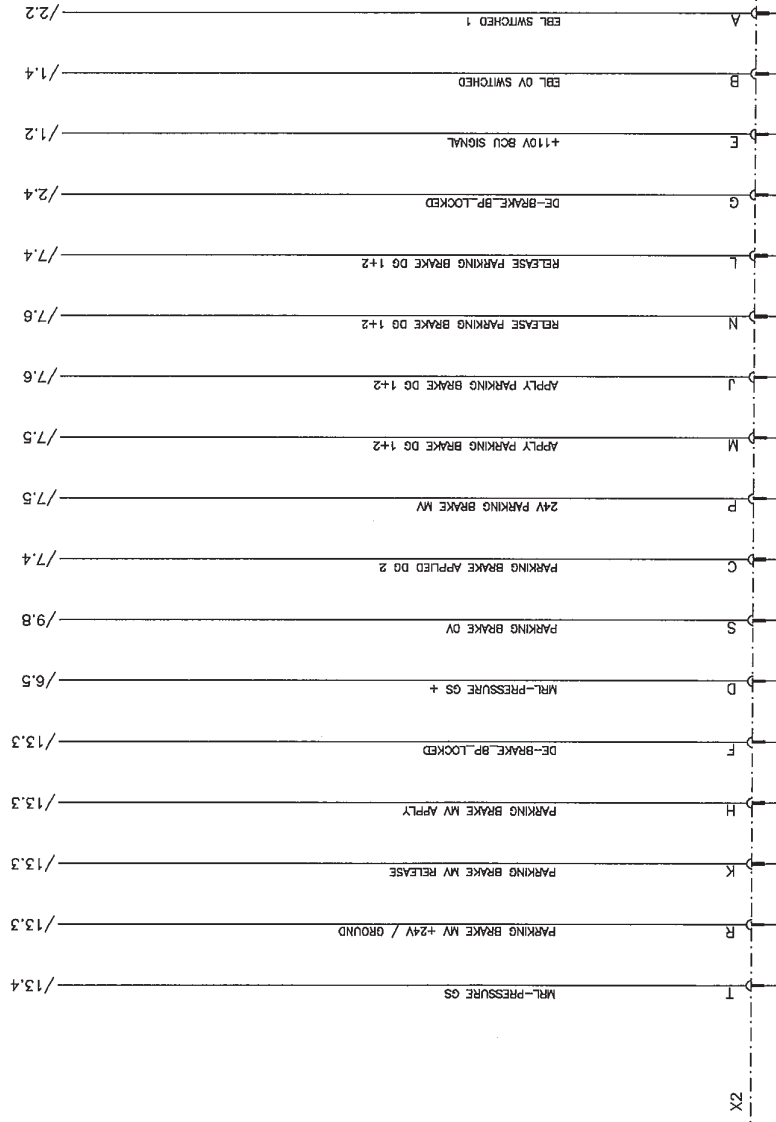 X2
T MRL-PRESSURE GS /13.4
R PARKING BRAKE MV +24V / GROUND /13.3
K PARKING BRAKE MV RELEASE /13.3
H PARKING BRAKE MV APPLY /13.3
F DE-BRAKE_BP_LOCKED /13.3
D MRL-PRESSURE GS + /6.5
S PARKING BRAKE 0V /9.8
C PARKING BRAKE APPLIED DG 2 /7.4
P 24V PARKING BRAKE MV /7.5
M APPLY PARKING BRAKE DG 1+2 /7.5
J APPLY PARKING BRAKE DG 1+2 /7.6
N RELEASE PARKING BRAKE DG 1+2 /7.6
L RELEASE PARKING BRAKE DG 1+2 /7.4
G DE-BRAKE_BP_LOCKED /2.4
E +110V BCU SIGNAL /1.2
B EBL 0V SWITCHED /1.4
A EBL SWITCHED 1 /2.2